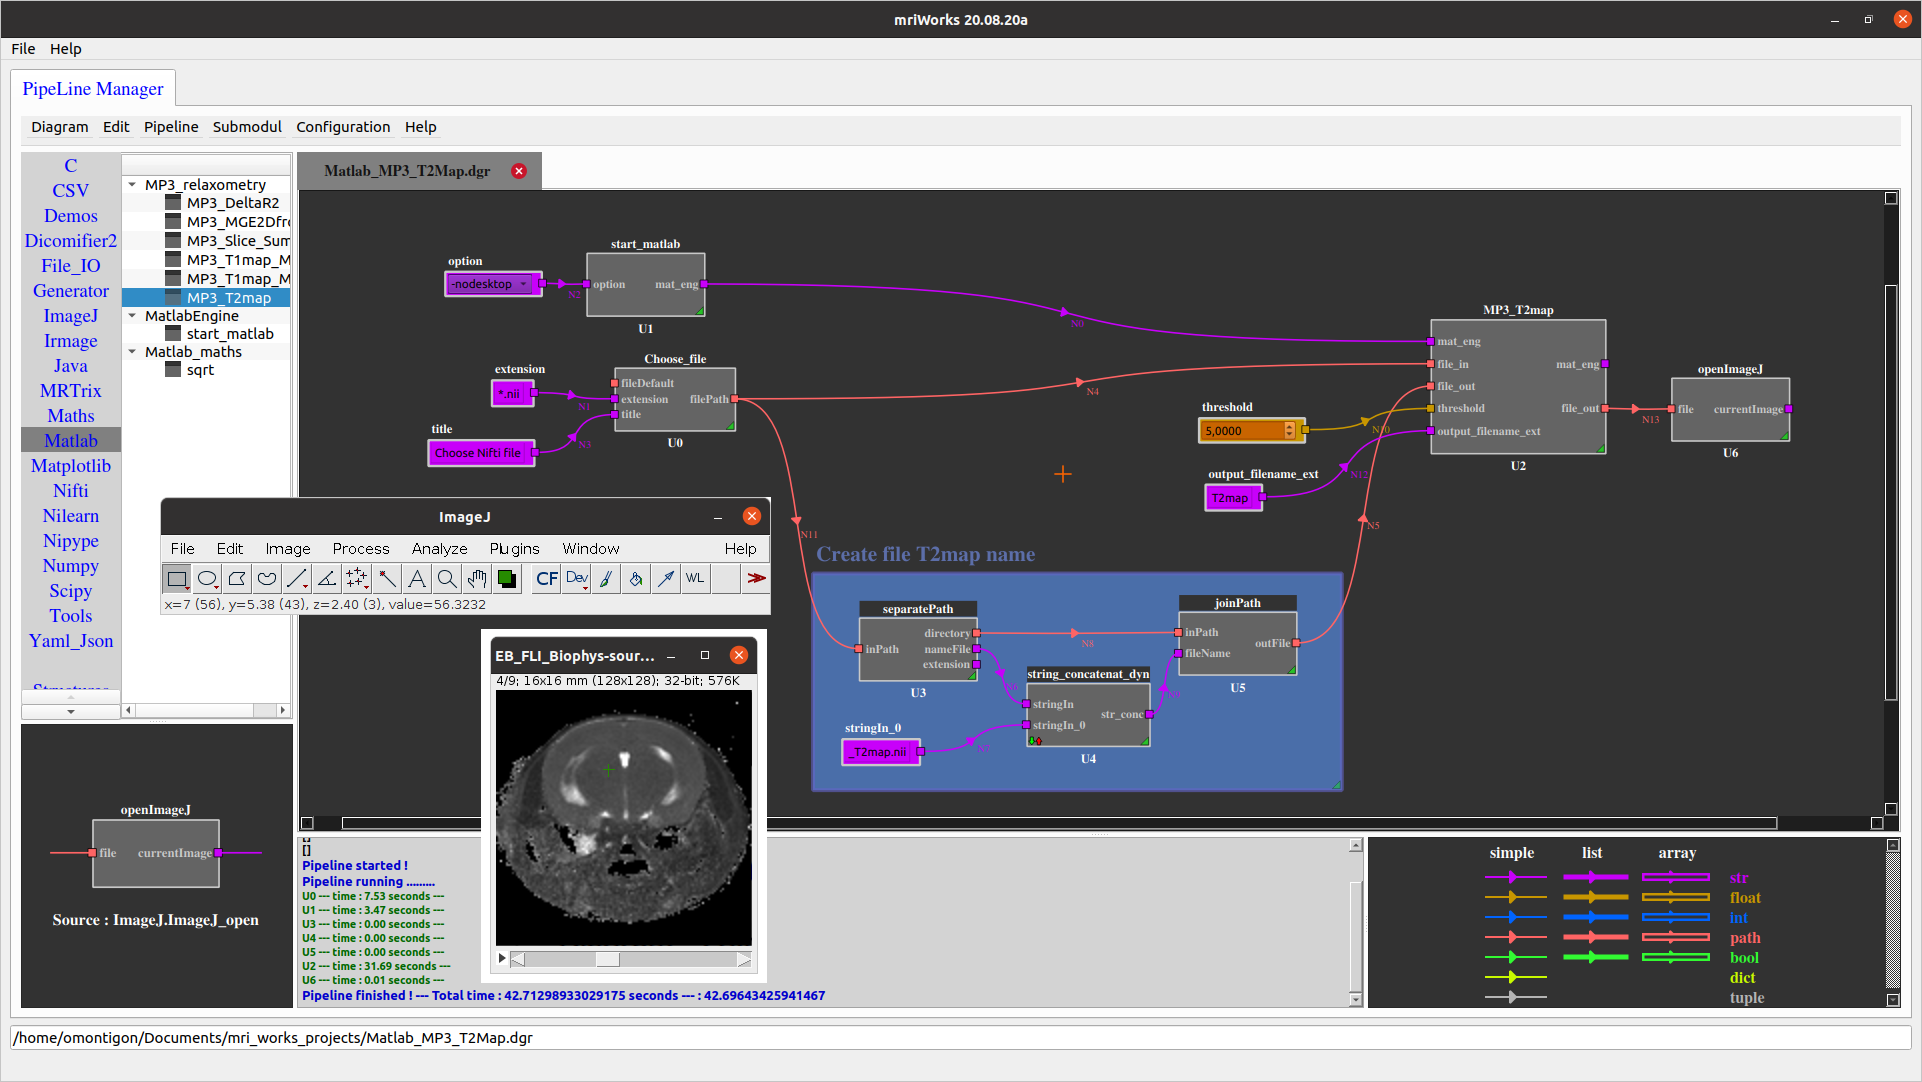 mriWorks 20.08.20a
File Help
PipeLine Manager
Diagram Edit Pipeline Submodul Configuration Help
C
CSV
Demos
Dicomifier2
File_IO
Generator
ImageJ
Irmage
Java
MRTrix
Maths
Matlab
Matplotlib
Nifti
Nilearn
Nipype
Numpy
Scipy
Tools
Yaml_Json
MP3_relaxometry
MP3_DeltaR2
MP3_MGE2Dfr
MP3_Slice_Sum
MP3_T1map_M
MP3_T1map_M
MP3_T2map
MatlabEngine
start_matlab
Matlab_maths
sqrt
Matlab_MP3_T2Map.dgr
option
-nodesktop
N2
start_matlab
option mat_eng
U1
N0
extension
*.nii
N1
title
Choose Nifti file
N3
Choose_file
fileDefault
extension filePath
title
U0
N4
N11
threshold
5,0000
N10
output_filename_ext
T2map
N12
N5
MP3_T2map
mat_eng
file_in mat_eng
file_out
threshold file_out
output_filename_ext
U2
N13
openImageJ
file currentImage
U6
Create file T2map name
separatePath
directory
inPath nameFile
extension
U3
N8
N6
stringIn_0
_T2map.nii
N7
string_concatenat_dyn
stringIn
str_conc
stringIn_0
U4
N9
joinPath
inPath
outFile
fileName
U5
ImageJ
File Edit Image Process Analyze Plugins Window Help
CF Dev WL
x=7 (56), y=5.38 (43), z=2.40 (3), value=56.3232
EB_FLI_Biophys-sour...
4/9; 16x16 mm (128x128); 32-bit; 576K
openImageJ
file currentImage
Source : ImageJ.ImageJ_open
[]
Pipeline started !
Pipeline running .........
U0 --- time : 7.53 seconds ---
U1 --- time : 3.47 seconds ---
U3 --- time : 0.00 seconds ---
U4 --- time : 0.00 seconds ---
U5 --- time : 0.00 seconds ---
U2 --- time : 31.69 seconds ---
U6 --- time : 0.01 seconds ---
Pipeline finished ! --- Total time : 42.71298933029175 seconds --- : 42.69643425941467
simple list array
str
float
int
path
bool
dict
tuple
/home/omontigon/Documents/mri_works_projects/Matlab_MP3_T2Map.dgr